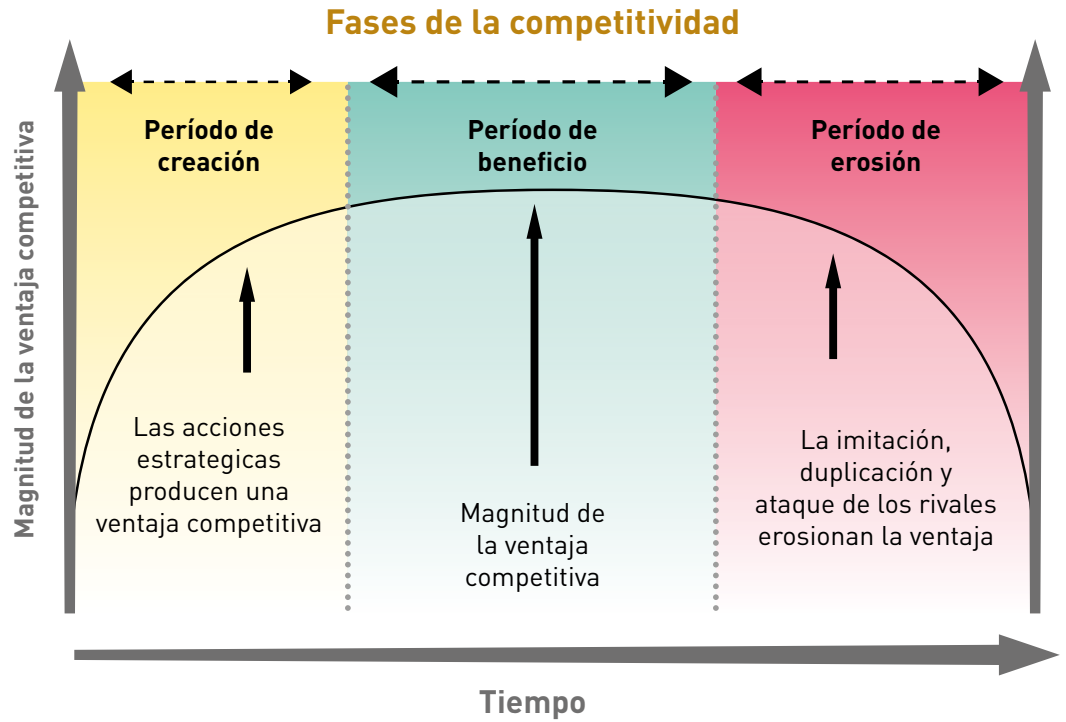 Fases de la competitividad
Magnitud de la ventaja competitiva
Período de
creación
Las acciones
estrategicas
producen una
ventaja competitiva
Período de
beneficio
Magnitud de
la ventaja
competitiva
Período de
erosión
La imitación,
duplicación y
ataque de los rivales
erosionan la ventaja
Tiempo